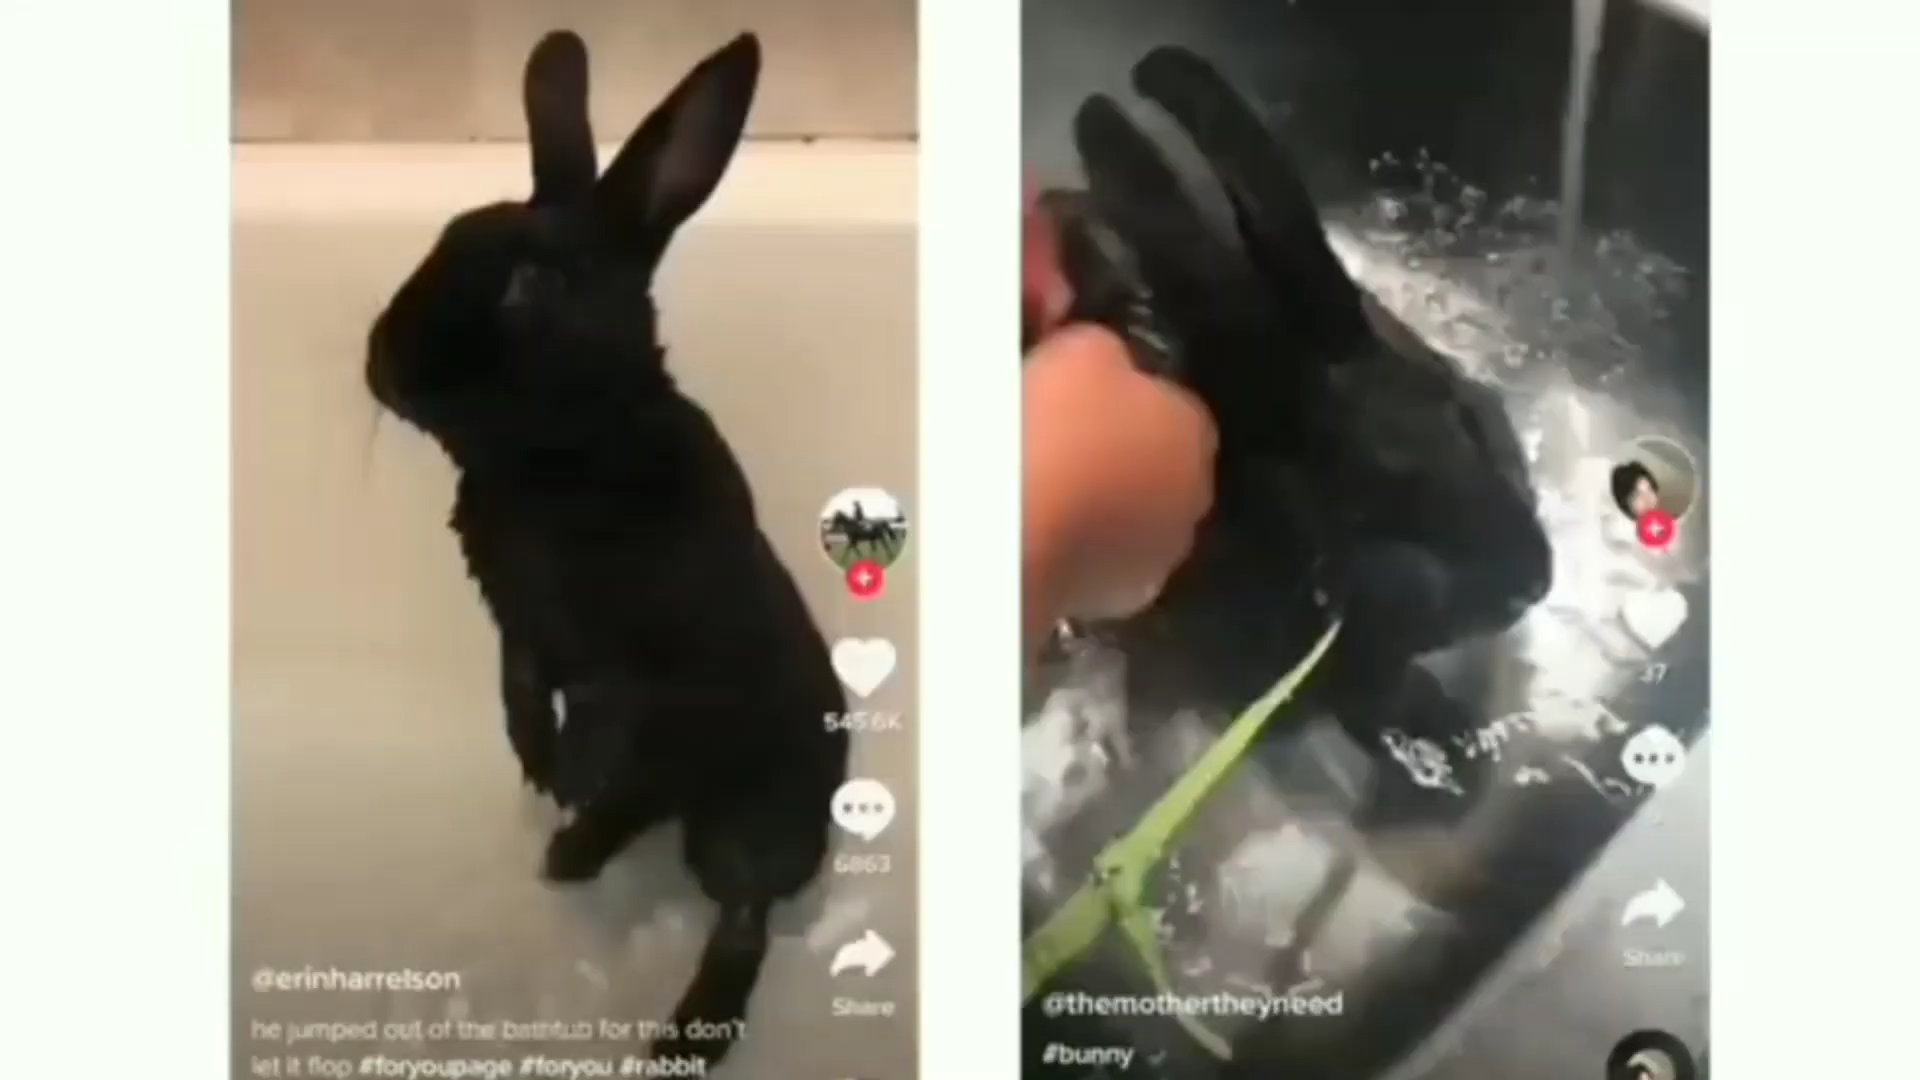 545.6K
6863
Share
@erinharrelson
he jumped out of the bathtub for this don't
let it flop #foryoupage #foryou #rabbit
37
Share
@themothertheyneed
#bunny